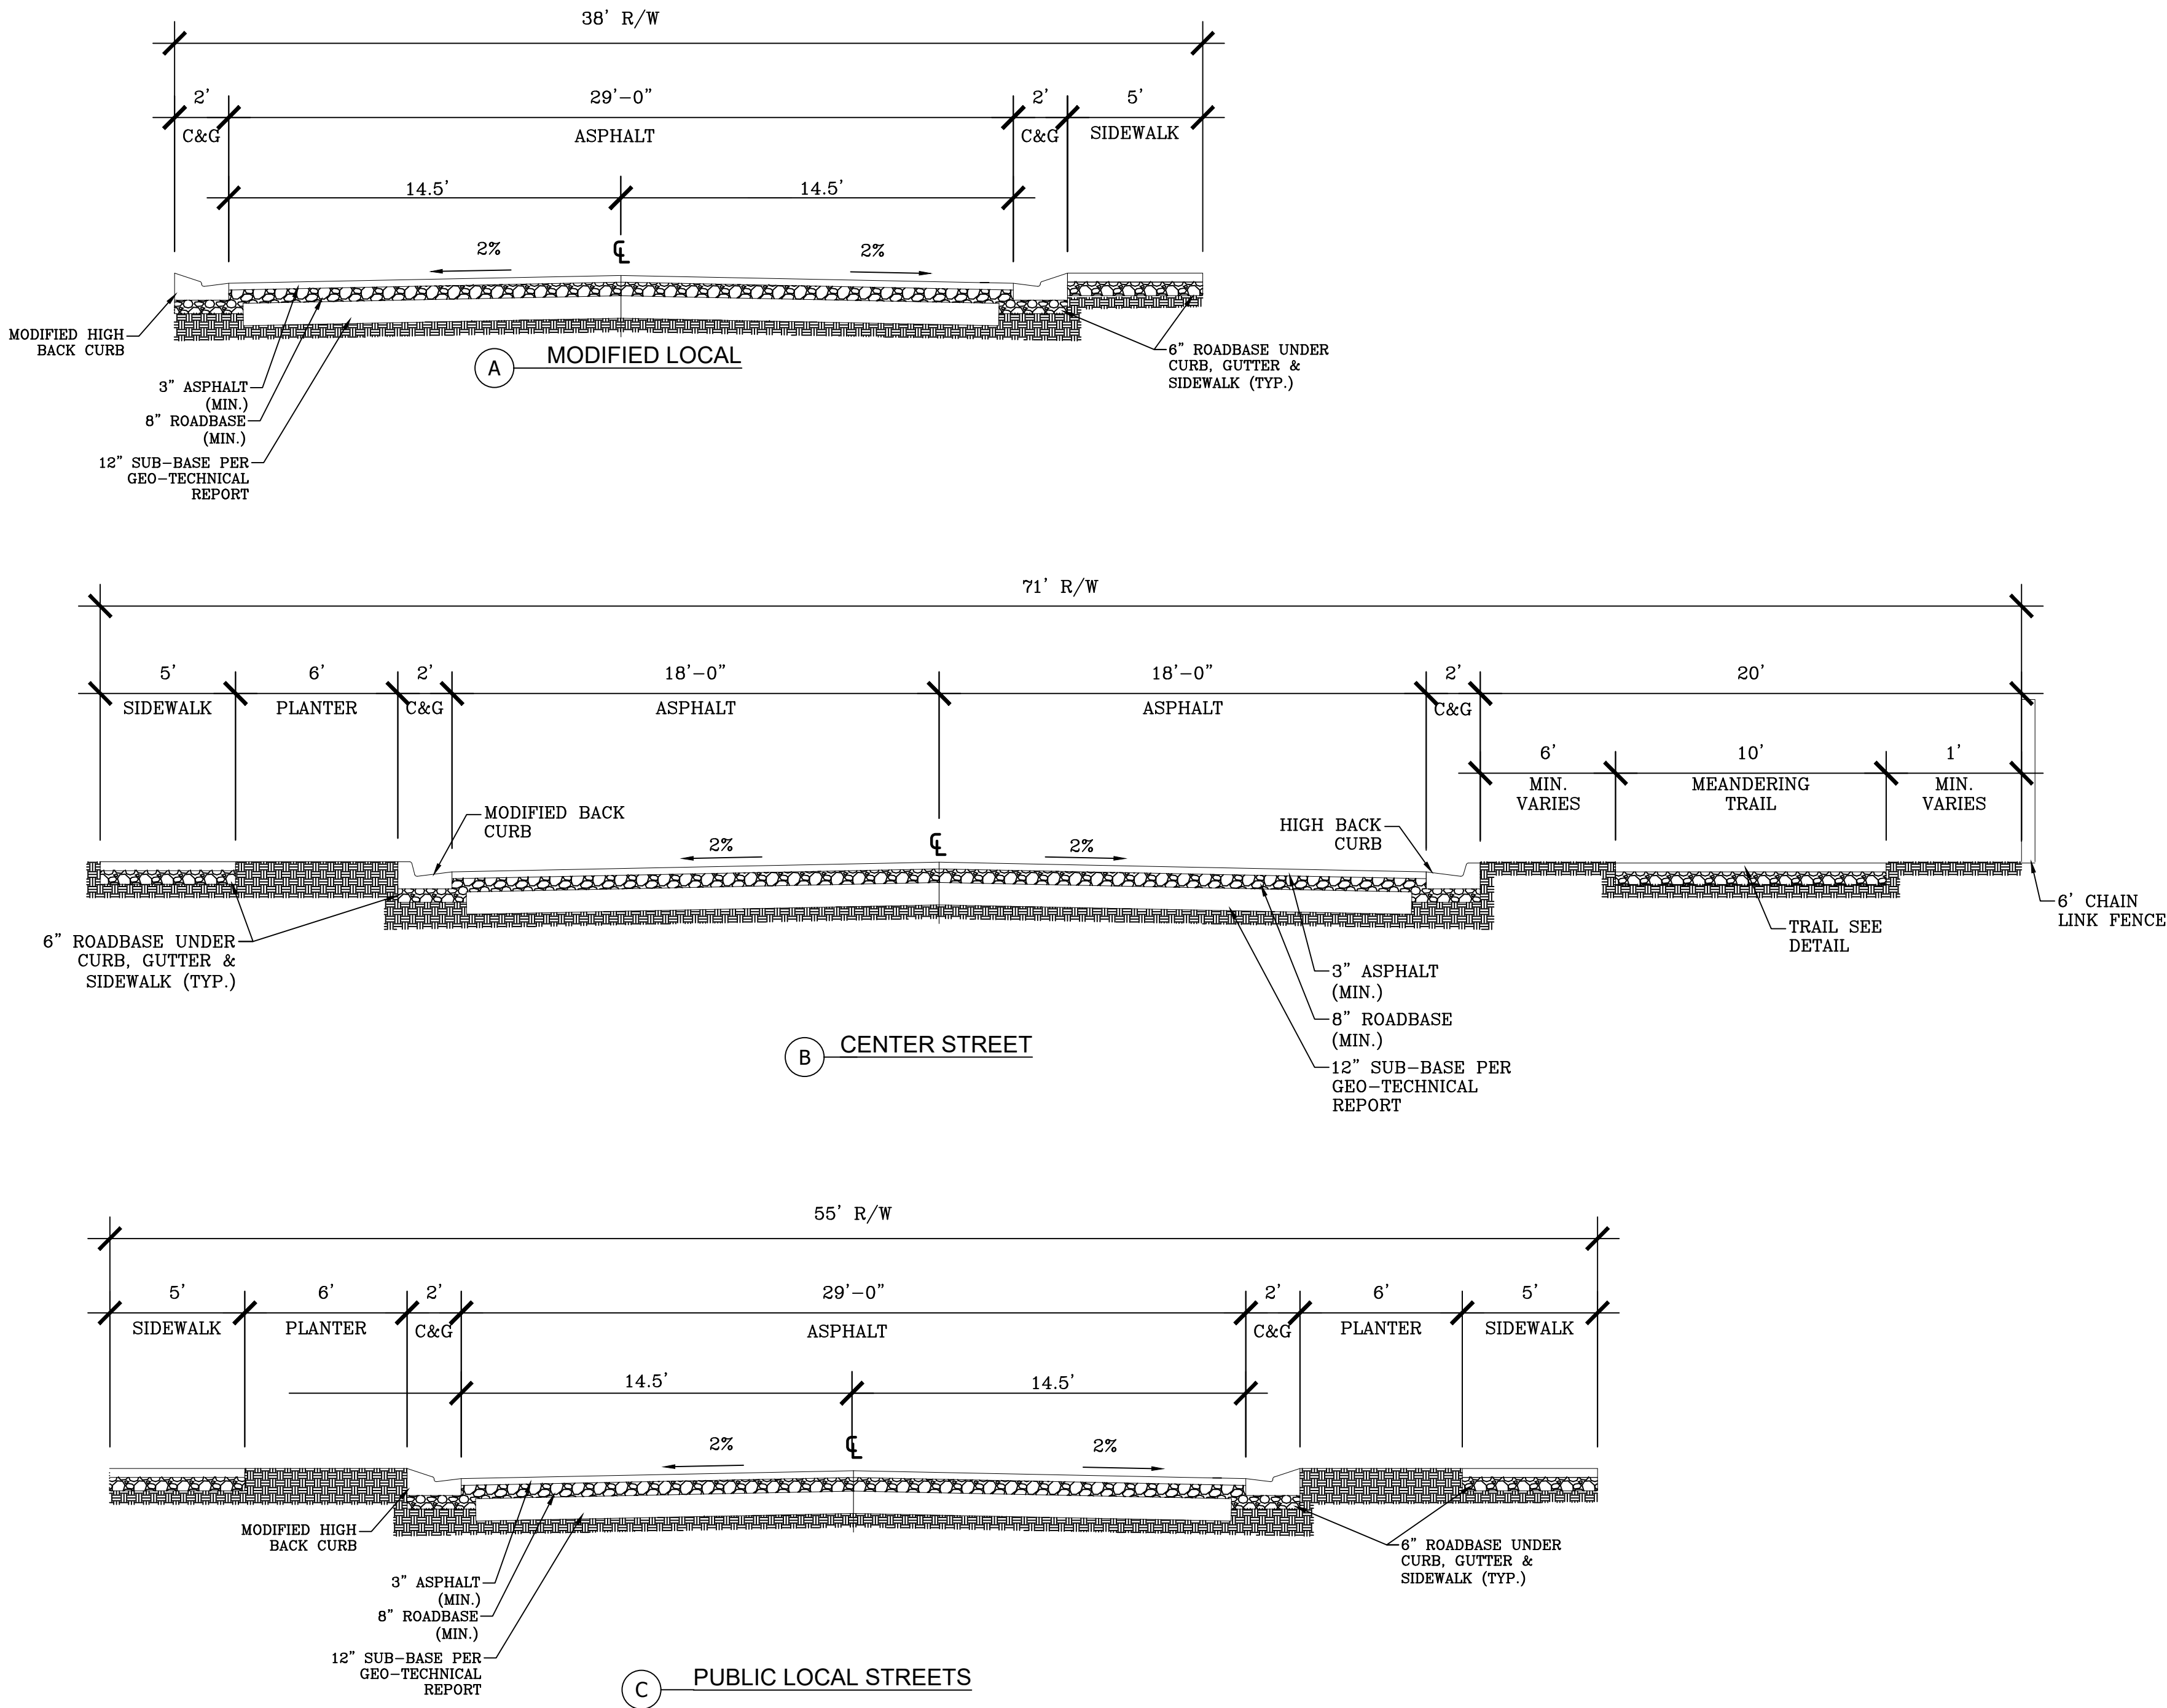 38' R/W
2' 29'-0" 2' 5'
C&G ASPHALT C&G SIDEWALK
14.5' 14.5'
2% ℄ 2%
MODIFIED HIGH
BACK CURB
3" ASPHALT
(MIN.)
8" ROADBASE
(MIN.)
12" SUB-BASE PER
GEO-TECHNICAL
REPORT
6" ROADBASE UNDER
CURB, GUTTER &
SIDEWALK (TYP.)
A MODIFIED LOCAL
71' R/W
5' 6' 2' 18'-0" 18'-0" 2' 20'
SIDEWALK PLANTER C&G ASPHALT ASPHALT C&G
6' 10' 1'
MIN. MEANDERING MIN.
VARIES TRAIL VARIES
MODIFIED BACK
CURB
2% ℄ 2%
HIGH BACK
CURB
6" ROADBASE UNDER
CURB, GUTTER &
SIDEWALK (TYP.)
6' CHAIN
LINK FENCE
TRAIL SEE
DETAIL
3" ASPHALT
(MIN.)
8" ROADBASE
(MIN.)
12" SUB-BASE PER
GEO-TECHNICAL
REPORT
B CENTER STREET
55' R/W
5' 6' 2' 29'-0" 2' 6' 5'
SIDEWALK PLANTER C&G ASPHALT C&G PLANTER SIDEWALK
14.5' 14.5'
2% ℄ 2%
MODIFIED HIGH
BACK CURB
3" ASPHALT
(MIN.)
8" ROADBASE
(MIN.)
12" SUB-BASE PER
GEO-TECHNICAL
REPORT
6" ROADBASE UNDER
CURB, GUTTER &
SIDEWALK (TYP.)
C PUBLIC LOCAL STREETS